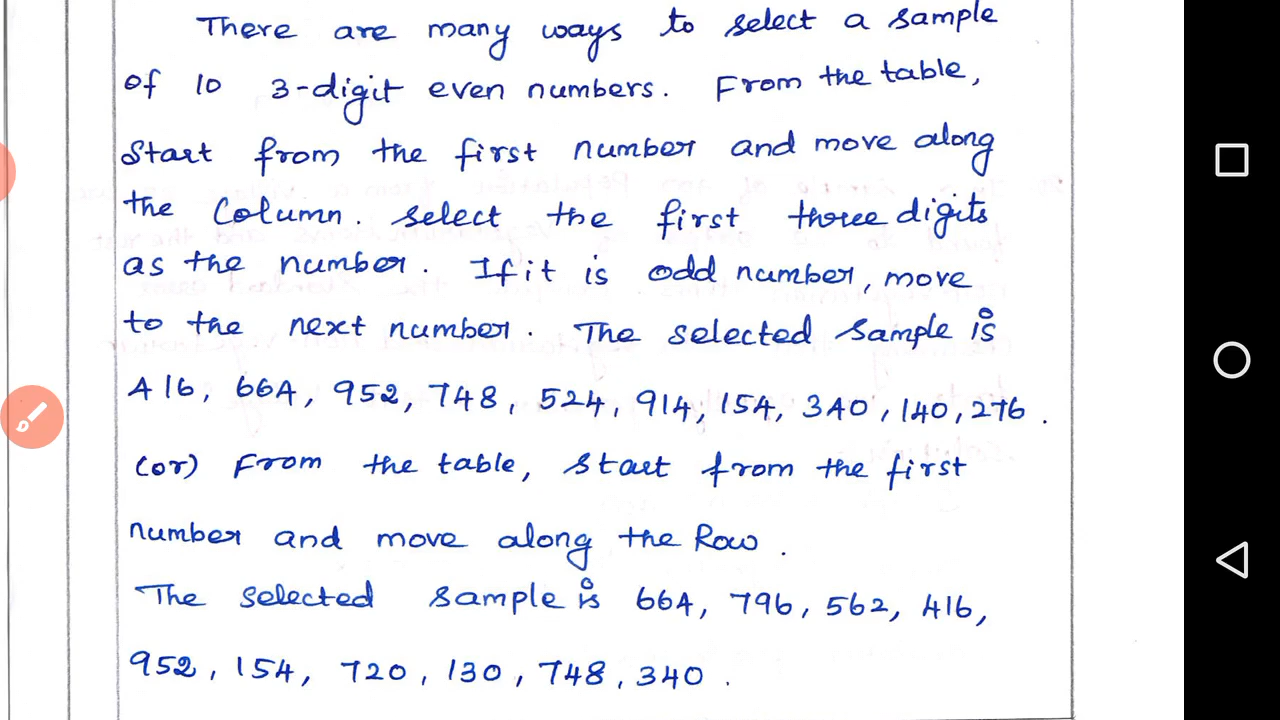 There are many ways to select a sample
of 10 3-digit even numbers. From the table,
Start from the first number and move along
the Column. Select the first three digits
as the number. If it is odd number, move
to the next number. The selected sample is
416, 664, 952, 748, 524, 914, 154, 340, 140, 276.
(or) From the table, start from the first
number and move along the Row.
The selected sample is 664, 796, 562, 416,
952, 154, 720, 130, 748, 340.